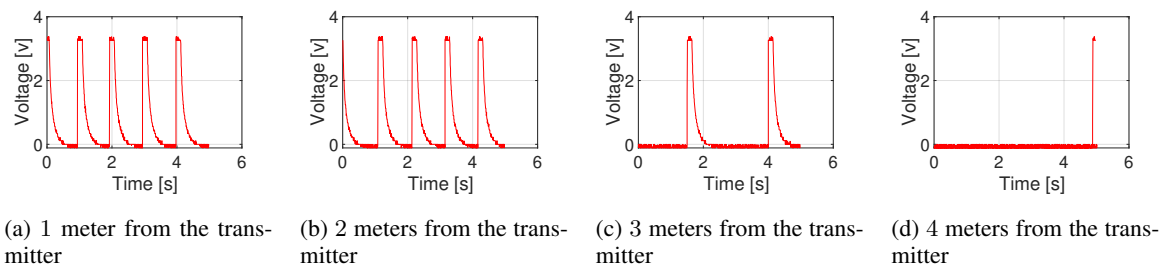 4
2
0
Voltage [v]
0 2 4 6
Time [s]
(a) 1 meter from the trans-
mitter
4
2
0
Voltage [v]
0 2 4 6
Time [s]
(b) 2 meters from the trans-
mitter
4
2
0
Voltage [v]
0 2 4 6
Time [s]
(c) 3 meters from the trans-
mitter
4
2
0
Voltage [v]
0 2 4 6
Time [s]
(d) 4 meters from the trans-
mitter